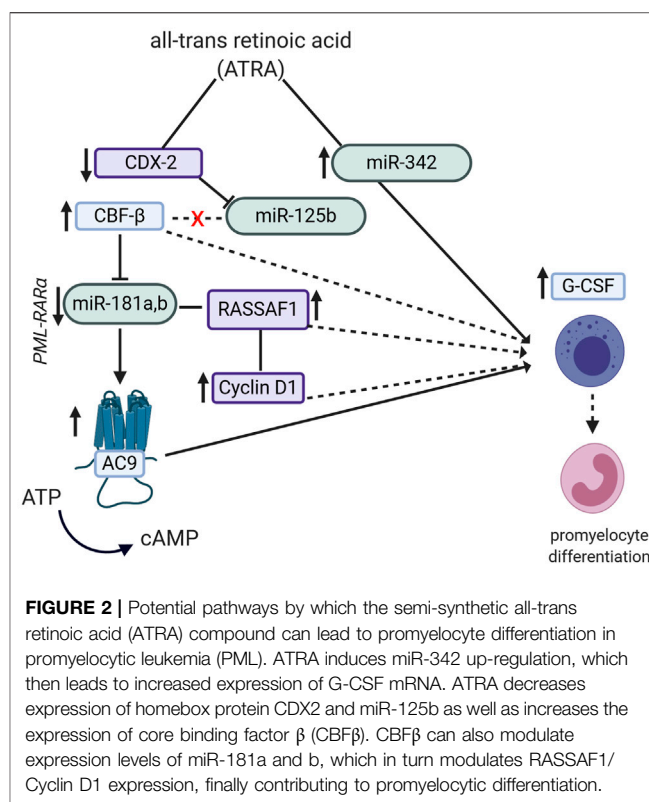 all-trans retinoic acid
(ATRA)
CDX-2
miR-342
CBF-β
X
miR-125b
G-CSF
PML-RARα
miR-181a,b
RASSAF1
Cyclin D1
AC9
ATP
cAMP
promyelocyte
differentiation
FIGURE 2 | Potential pathways by which the semi-synthetic all-trans
retinoic acid (ATRA) compound can lead to promyelocyte differentiation in
promyelocytic leukemia (PML). ATRA induces miR-342 up-regulation, which
then leads to increased expression of G-CSF mRNA. ATRA decreases
expression of homebox protein CDX2 and miR-125b as well as increases the
expression of core binding factor β (CBFβ). CBFβ can also modulate
expression levels of miR-181a and b, which in turn modulates RASSAF1/
Cyclin D1 expression, finally contributing to promyelocytic differentiation.